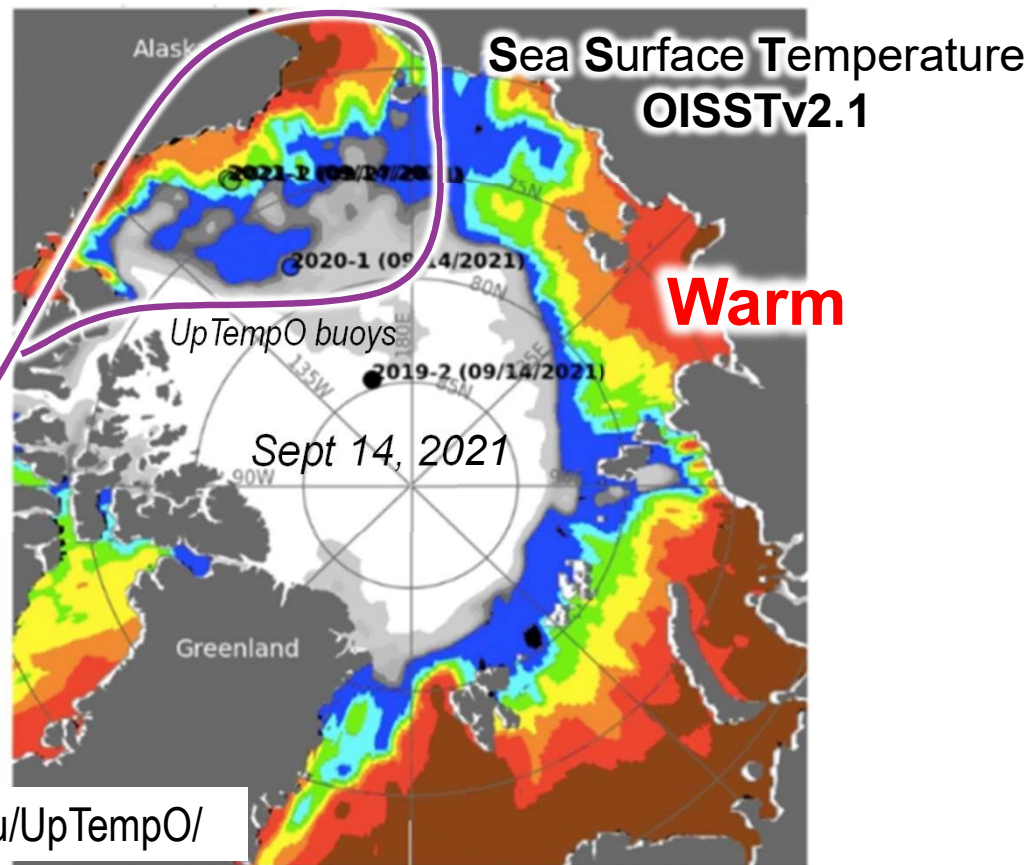 Alask
Sea Surface Temperature
OISSTv2.1
75N
2020-1 (09/14/2021)
80N
Warm
UpTempO buoys
180E
135W
2019-2 (09/14/2021)
85N
Sept 14, 2021
90W
Greenland
u/UpTempO/